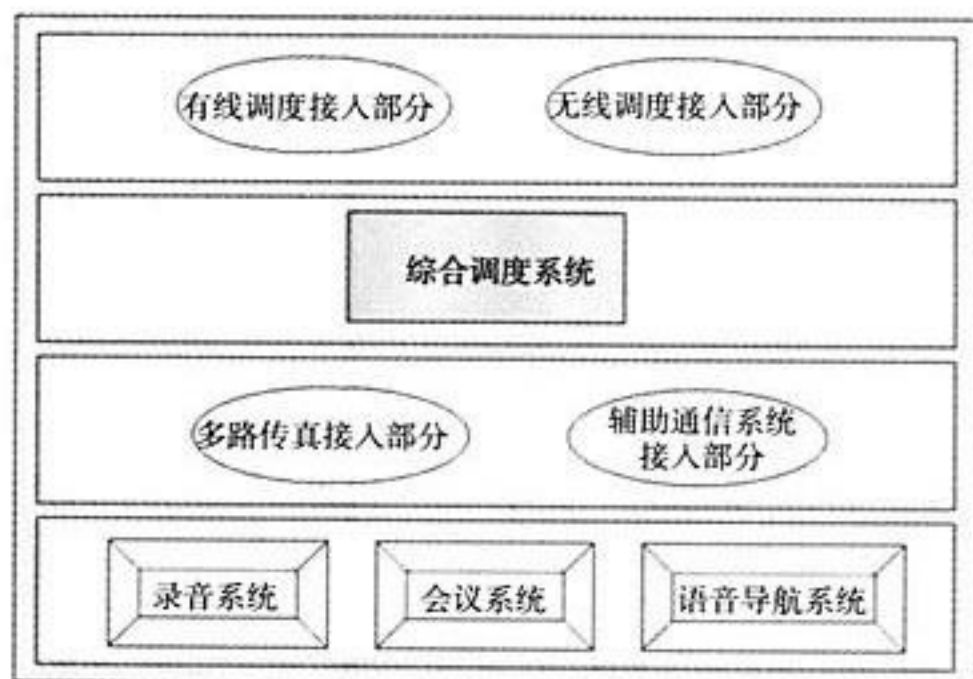 有线调度接入部分
无线调度接入部分
综合调度系统
多路传真接入部分
辅助通信系统
接入部分
录音系统
会议系统
语音导航系统